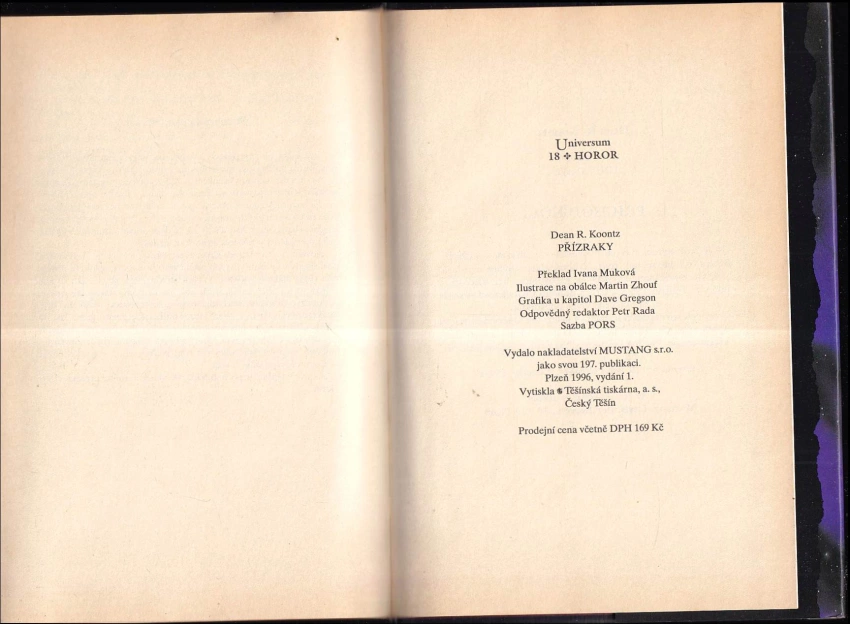 Universum
18 ✣ HOROR
Dean R. Koontz
PŘÍZRAKY
Překlad Ivana Muková
Ilustrace na obálce Martin Zhouf
Grafika u kapitol Dave Gregson
Odpovědný redaktor Petr Rada
Sazba PORS
Vydalo nakladatelství MUSTANG s.r.o.
jako svou 197. publikaci.
Plzeň 1996, vydání 1.
Vytiskla Těšínská tiskárna, a. s.,
Český Těšín
Prodejní cena včetně DPH 169 Kč